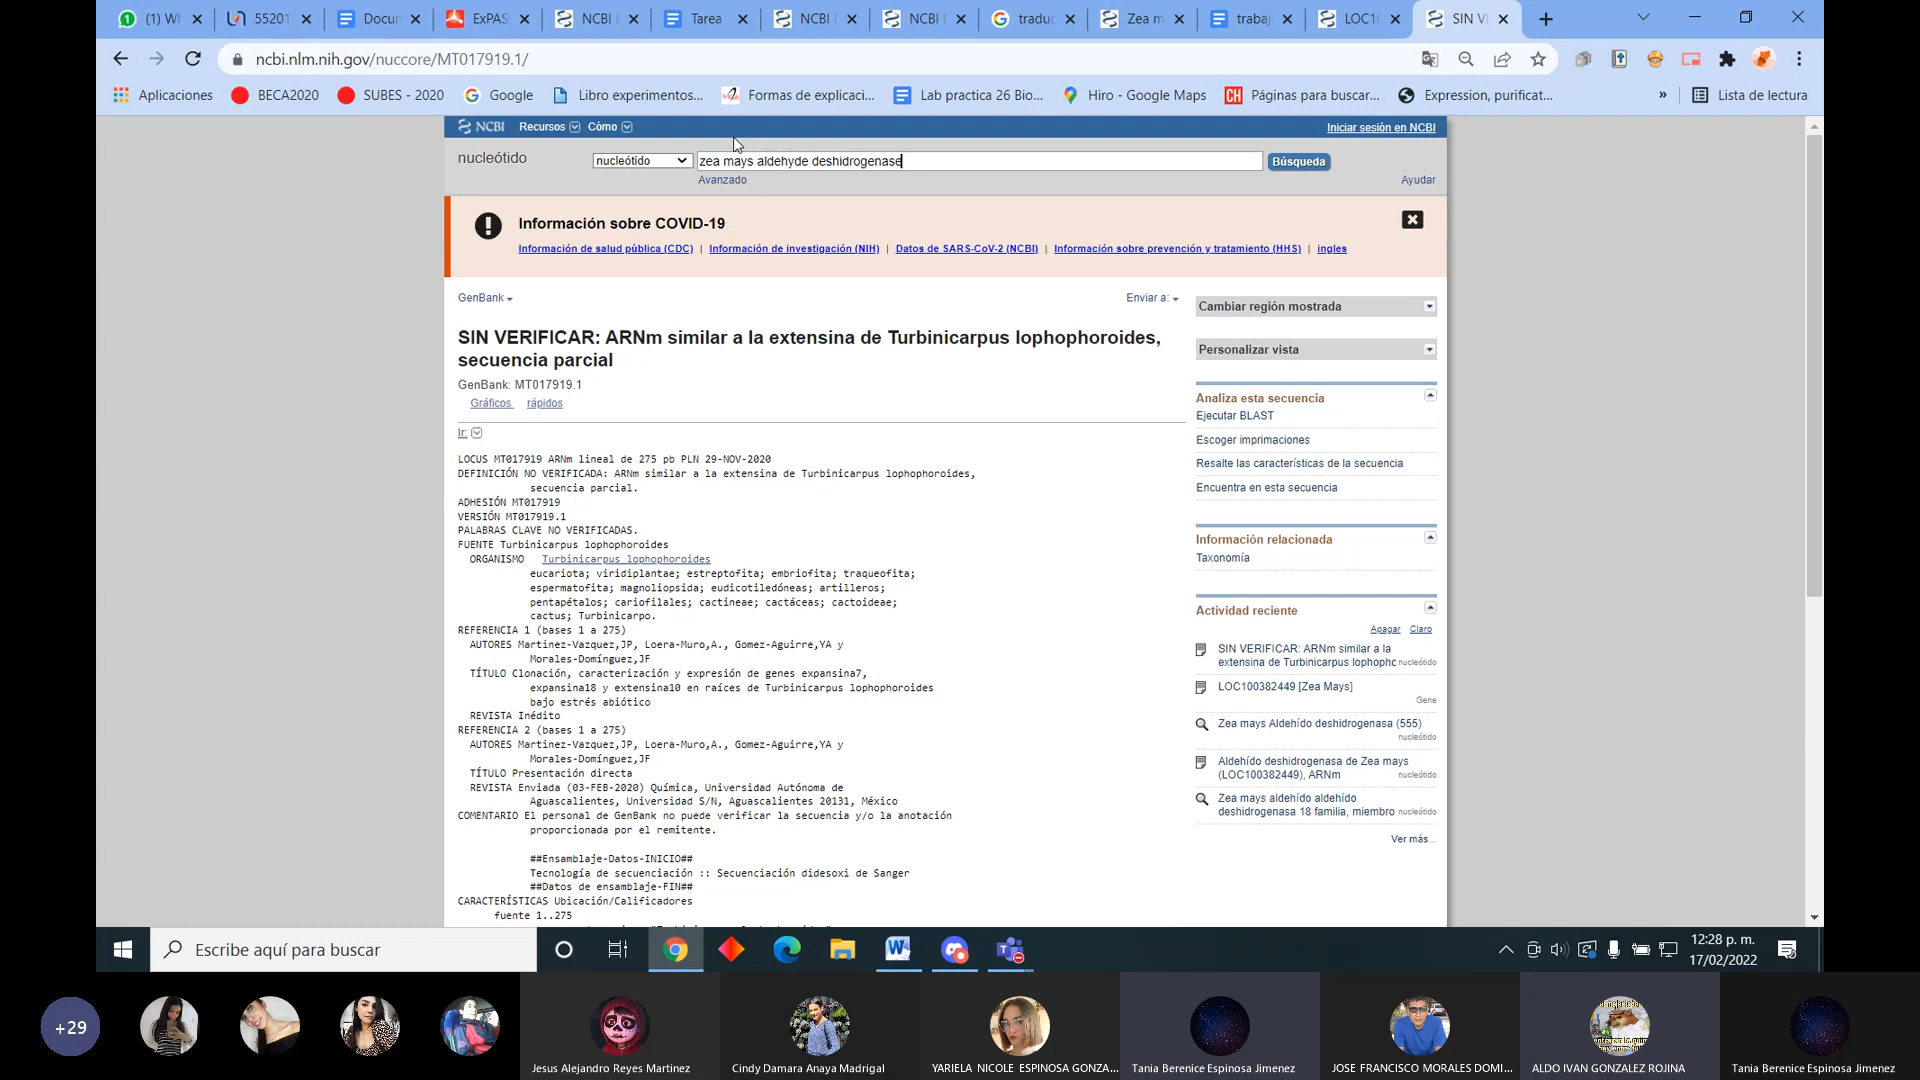 (1) Wh
55201
Docun
ExPAS
NCBI
Tarea
NCBI
NCBI
traduc
Zea m
trabaj
LOC1
SIN V
ncbi.nlm.nih.gov/nuccore/MT017919.1/
Aplicaciones
BECA2020
SUBES - 2020
Google
Libro experimentos...
Formas de explicaci...
Lab practica 26 Bio...
Hiro - Google Maps
CH
Páginas para buscar...
Expression, purificat...
»
Lista de lectura
NCBI
Recursos
Cómo
Iniciar sesión en NCBI
nucleótido
nucleótido
zea mays aldehyde deshidrogenase
Búsqueda
Avanzado
Ayudar
Información sobre COVID-19
Información de salud pública (CDC) | Información de investigación (NIH) | Datos de SARS-CoV-2 (NCBI) | Información sobre prevención y tratamiento (HHS) | ingles
GenBank
Enviar a:
SIN VERIFICAR: ARNm similar a la extensina de Turbinicarpus lophophoroides,
secuencia parcial
GenBank: MT017919.1
Gráficos rápidos
Ir:
LOCUS MT017919 ARNm lineal de 275 pb PLN 29-NOV-2020
DEFINICIÓN NO VERIFICADA: ARNm similar a la extensina de Turbinicarpus lophophoroides,
secuencia parcial.
ADHESIÓN MT017919
VERSIÓN MT017919.1
PALABRAS CLAVE NO VERIFICADAS.
FUENTE Turbinicarpus lophophoroides
ORGANISMO Turbinicarpus lophophoroides
eucariota; viridiplantae; estreptofita; embriofita; traqueofita;
espermatofita; magnoliopsida; eudicotiledóneas; artilleros;
pentapétalos; cariofilales; cactineae; cactáceas; cactoideae;
cactus; Turbinicarpo.
REFERENCIA 1 (bases 1 a 275)
AUTORES Martinez-Vazquez,JP, Loera-Muro,A., Gomez-Aguirre,YA y
Morales-Domínguez,JF
TÍTULO Clonación, caracterización y expresión de genes expansina7,
expansina18 y extensina10 en raíces de Turbinicarpus lophophoroides
bajo estrés abiótico
REVISTA Inédito
REFERENCIA 2 (bases 1 a 275)
AUTORES Martinez-Vazquez,JP, Loera-Muro,A., Gomez-Aguirre,YA y
Morales-Domínguez,JF
TÍTULO Presentación directa
REVISTA Enviada (03-FEB-2020) Química, Universidad Autónoma de
Aguascalientes, Universidad S/N, Aguascalientes 20131, México
COMENTARIO El personal de GenBank no puede verificar la secuencia y/o la anotación
proporcionada por el remitente.
##Ensamblaje-Datos-INICIO##
Tecnología de secuenciación :: Secuenciación didesoxi de Sanger
##Datos de ensamblaje-FIN##
CARACTERÍSTICAS Ubicación/Calificadores
fuente 1..275
Cambiar región mostrada
Personalizar vista
Analiza esta secuencia
Ejecutar BLAST
Escoger imprimaciones
Resalte las características de la secuencia
Encuentra en esta secuencia
Información relacionada
Taxonomía
Actividad reciente
Apagar Claro
SIN VERIFICAR: ARNm similar a la
extensina de Turbinicarpus lophophc nucleótido
LOC100382449 [Zea Mays]
Gene
Zea mays Aldehído deshidrogenasa (555)
nucleótido
Aldehído deshidrogenasa de Zea mays
(LOC100382449), ARNm nucleótido
Zea mays aldehído aldehído
deshidrogenasa 18 familia, miembro nucleótido
Ver más...
Escribe aquí para buscar
12:28 p. m.
17/02/2022
+29
Jesus Alejandro Reyes Martinez
Cindy Damara Anaya Madrigal
YARIELA NICOLE ESPINOSA GONZA...
Tania Berenice Espinosa Jimenez
JOSE FRANCISCO MORALES DOMI...
ALDO IVAN GONZALEZ ROJINA
Tania Berenice Espinosa Jimenez